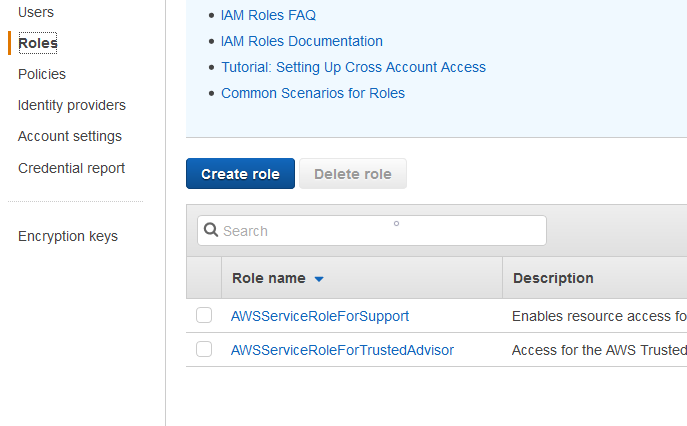 Users
Roles
Policies
Identity providers
Account settings
Credential report
Encryption keys
IAM Roles FAQ
IAM Roles Documentation
Tutorial: Setting Up Cross Account Access
Common Scenarios for Roles
Create role Delete role
Search
Role name Description
AWSServiceRoleForSupport Enables resource access fo
AWSServiceRoleForTrustedAdvisor Access for the AWS Trusted